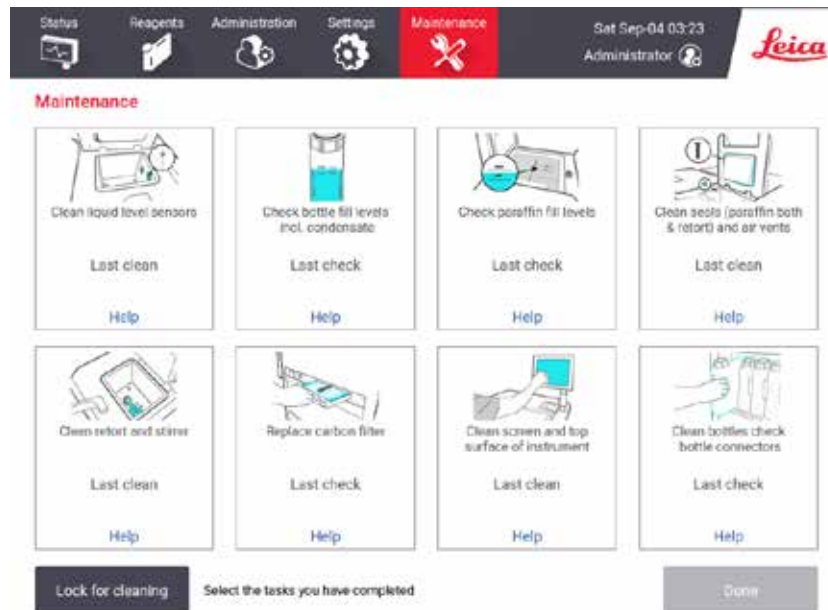 Status
Reagents
Administration
Settings
Maintenance
Sat Sep-04 03:23
Administrator
Leica
Maintenance
1
Clean liquid level sensors
Last clean
Help
Check bottle fill levels
incl. condensate
Last check
Help
Check paraffin fill levels
Last check
Help
Clean seals (paraffin bath
& retort) and air vents
Last clean
Help
Clean retort and stirrer
Last clean
Help
Replace carbon filter
Last check
Help
Clean screen and top
surface of instrument
Last clean
Help
Clean bottles check
bottle connectors
Last check
Help
Lock for cleaning
Select the tasks you have completed
Done